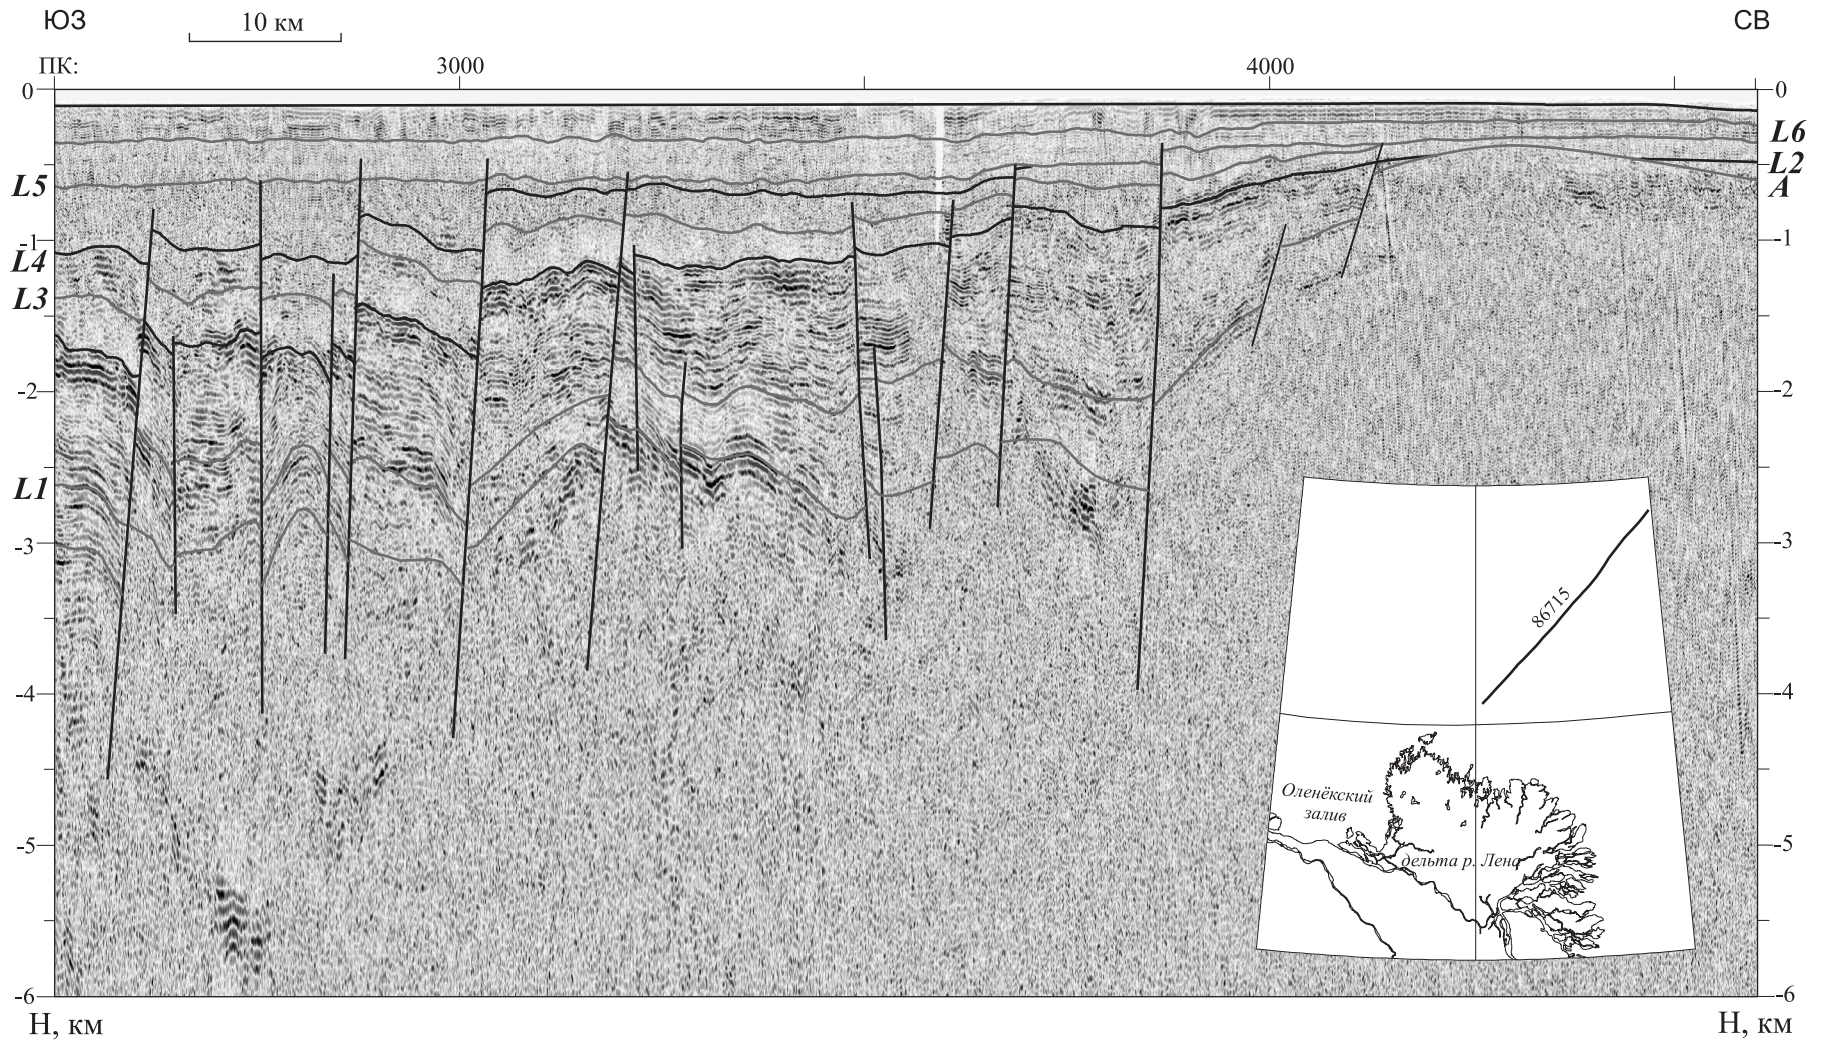 ЮЗ
10 км
СВ
ПК:
3000
4000
0
0
L6
L2
L5
A
-1
-1
L4
L3
-2
-2
L1
-3
-3
86715
-4
-4
Оленёкский
залив
-5
-5
дельта р. Лена
-6
-6
Н, км
Н, км